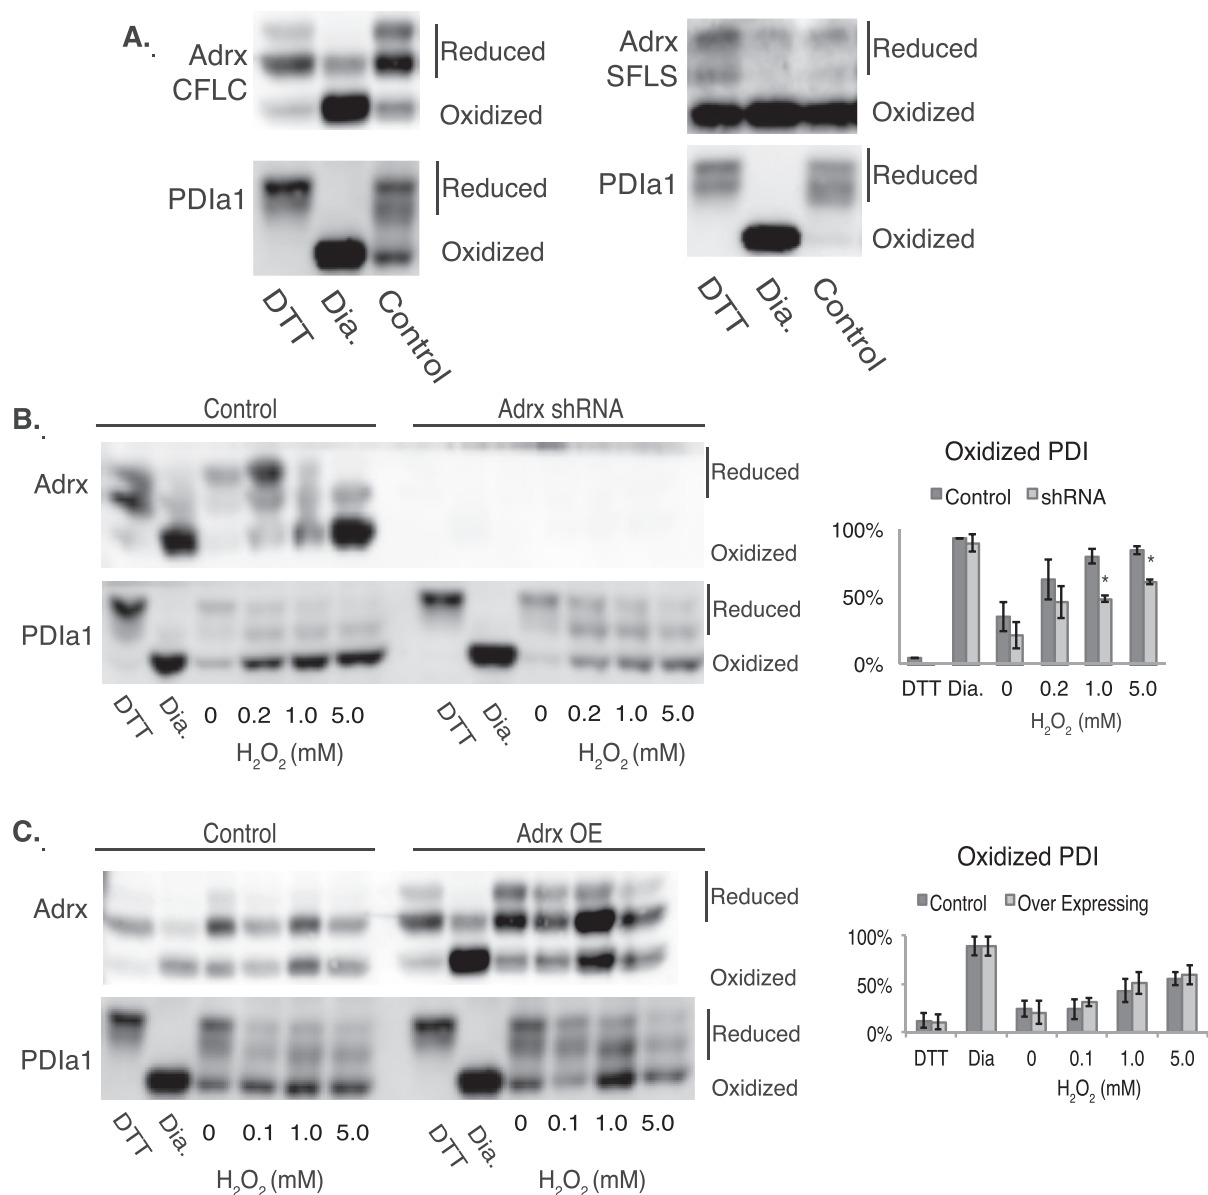 A.
Adrx
CFLC
Reduced
Oxidized
PDIa1
Reduced
Oxidized
DTT
Dia.
Control
Adrx
SFLS
Reduced
Oxidized
PDIa1
Reduced
Oxidized
DTT
Dia.
Control
B.
Control
Adrx shRNA
Adrx
Reduced
Oxidized
PDIa1
Reduced
Oxidized
DTT Dia. 0 0.2 1.0 5.0
H₂O₂ (mM)
DTT Dia. 0 0.2 1.0 5.0
H₂O₂ (mM)
Oxidized PDI
Control shRNA
100%
50%
0%
* *
DTT Dia. 0 0.2 1.0 5.0
H₂O₂ (mM)
C.
Control
Adrx OE
Adrx
Reduced
Oxidized
PDIa1
Reduced
Oxidized
DTT Dia. 0 0.1 1.0 5.0
H₂O₂ (mM)
DTT Dia. 0 0.1 1.0 5.0
H₂O₂ (mM)
Oxidized PDI
Control Over Expressing
100%
50%
0%
DTT Dia 0 0.1 1.0 5.0
H₂O₂ (mM)